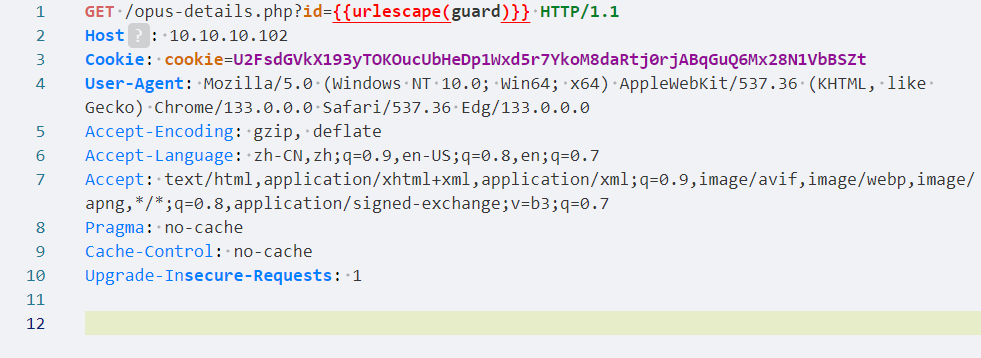 1 GET /opus-details.php?id={{urlescape(guard)}} HTTP/1.1
2 Host ? : 10.10.10.102
3 Cookie: cookie=U2FsdGVkX193yTOKOucUbHeDp1Wxd5r7YkoM8daRtj0rjABqGuQ6Mx28N1VbBSZt
4 User-Agent: Mozilla/5.0 (Windows NT 10.0; Win64; x64) AppleWebKit/537.36 (KHTML, like
Gecko) Chrome/133.0.0.0 Safari/537.36 Edg/133.0.0.0
5 Accept-Encoding: gzip, deflate
6 Accept-Language: zh-CN,zh;q=0.9,en-US;q=0.8,en;q=0.7
7 Accept: text/html,application/xhtml+xml,application/xml;q=0.9,image/avif,image/webp,image/
apng,*/*;q=0.8,application/signed-exchange;v=b3;q=0.7
8 Pragma: no-cache
9 Cache-Control: no-cache
10 Upgrade-Insecure-Requests: 1
11
12